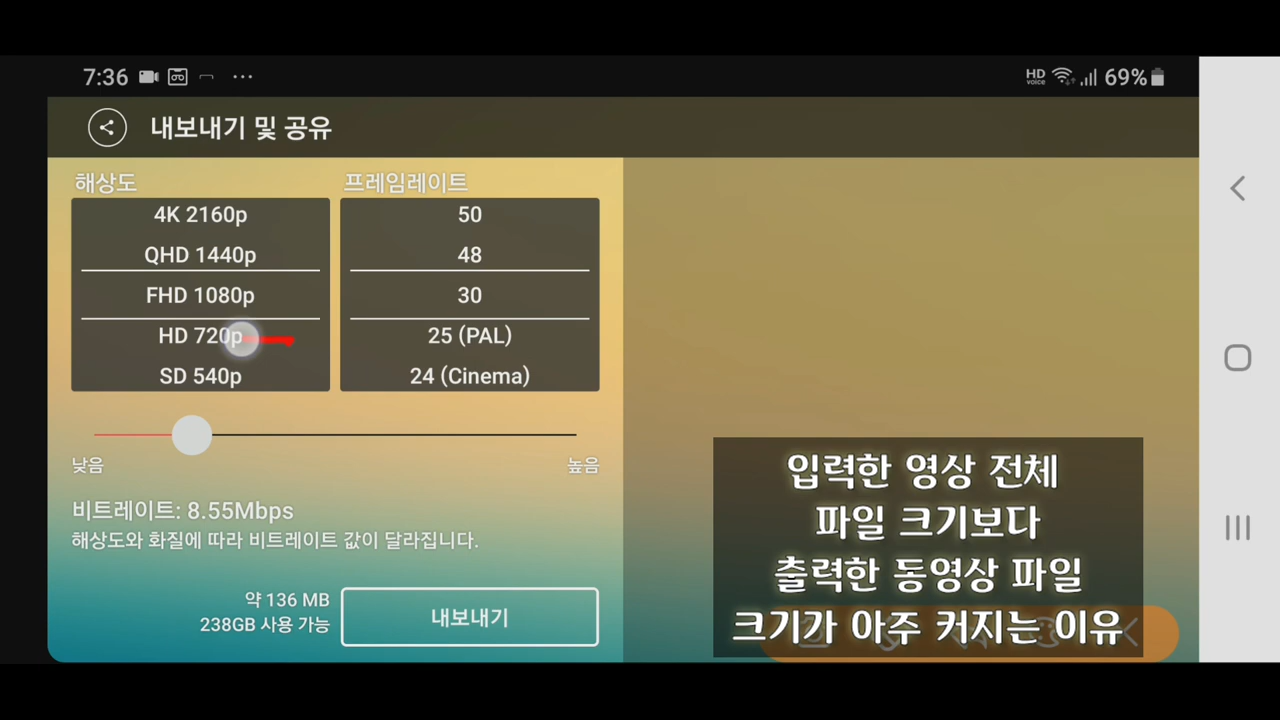 7:36
HD voice 69%
내보내기 및 공유
해상도
4K 2160p
QHD 1440p
FHD 1080p
HD 720p
SD 540p
프레임레이트
50
48
30
25 (PAL)
24 (Cinema)
낮음
높음
비트레이트: 8.55Mbps
해상도와 화질에 따라 비트레이트 값이 달라집니다.
약 136 MB
238GB 사용 가능
내보내기
입력한 영상 전체
파일 크기보다
출력한 동영상 파일
크기가 아주 커지는 이유